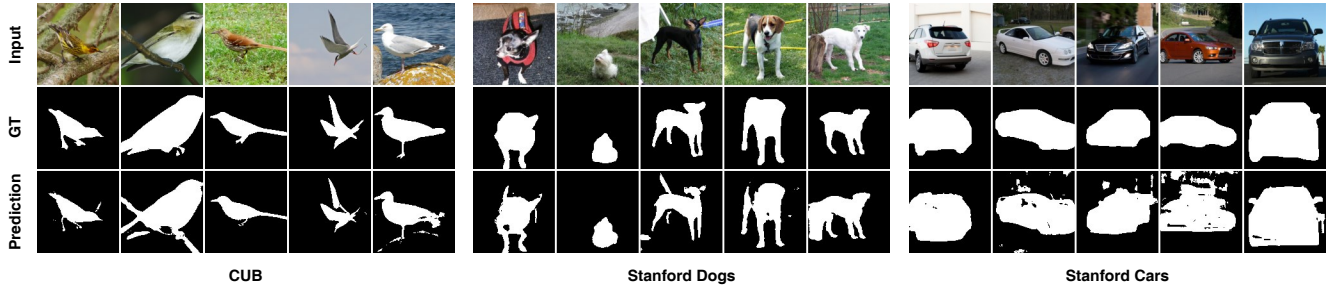 Input
GT
Prediction
CUB
Stanford Dogs
Stanford Cars